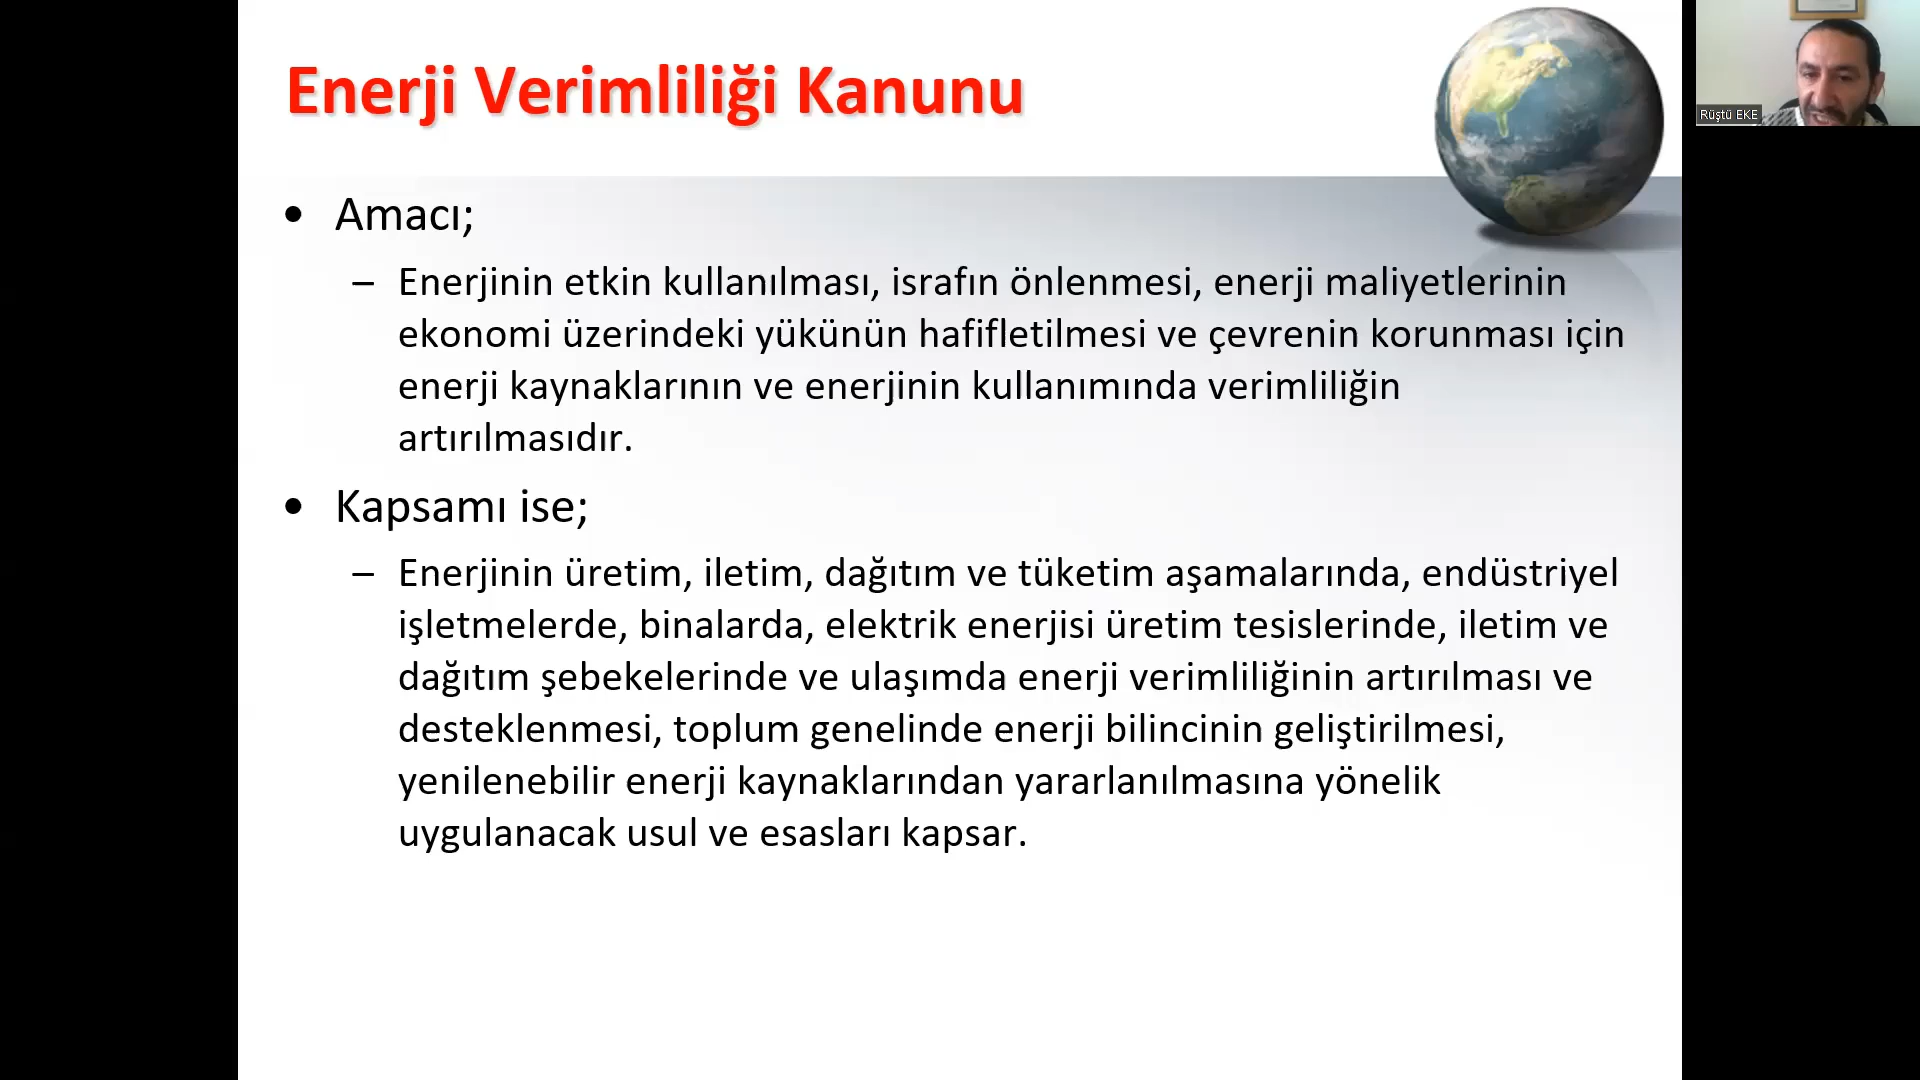 Enerji Verimliliği Kanunu
• Amacı;
– Enerjinin etkin kullanılması, israfın önlenmesi, enerji maliyetlerinin
ekonomi üzerindeki yükünün hafifletilmesi ve çevrenin korunması için
enerji kaynaklarının ve enerjinin kullanımında verimliliğin
artırılmasıdır.
• Kapsamı ise;
– Enerjinin üretim, iletim, dağıtım ve tüketim aşamalarında, endüstriyel
işletmelerde, binalarda, elektrik enerjisi üretim tesislerinde, iletim ve
dağıtım şebekelerinde ve ulaşımda enerji verimliliğinin artırılması ve
desteklenmesi, toplum genelinde enerji bilincinin geliştirilmesi,
yenilenebilir enerji kaynaklarından yararlanılmasına yönelik
uygulanacak usul ve esasları kapsar.
Rüştü EKE